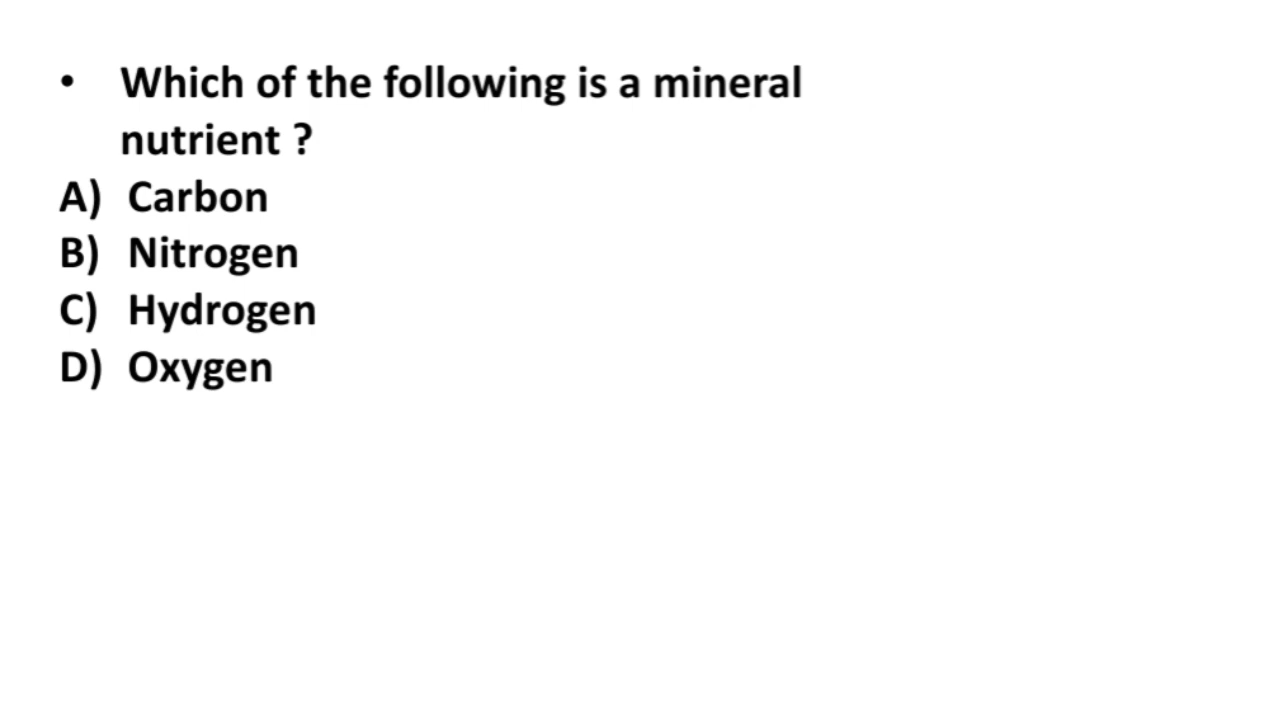 • Which of the following is a mineral
nutrient ?
A) Carbon
B) Nitrogen
C) Hydrogen
D) Oxygen